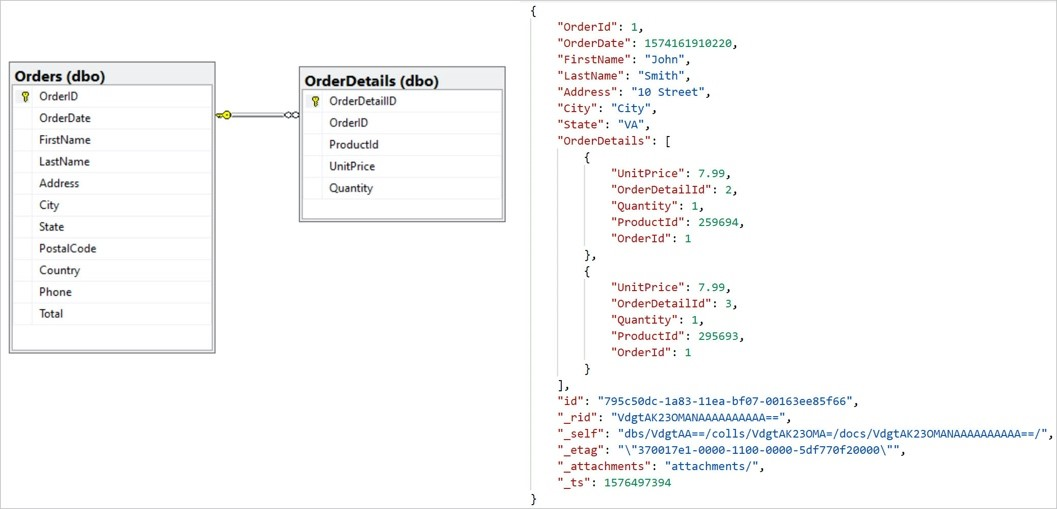 Orders (dbo)
OrderID
OrderDate
FirstName
LastName
Address
City
State
PostalCode
Country
Phone
Total
OrderDetails (dbo)
OrderDetailID
OrderID
ProductId
UnitPrice
Quantity
{
"OrderId": 1,
"OrderDate": 1574161910220,
"FirstName": "John",
"LastName": "Smith",
"Address": "10 Street",
"City": "City",
"State": "VA",
"OrderDetails": [
{
"UnitPrice": 7.99,
"OrderDetailId": 2,
"Quantity": 1,
"ProductId": 259694,
"OrderId": 1
},
{
"UnitPrice": 7.99,
"OrderDetailId": 3,
"Quantity": 1,
"ProductId": 295693,
"OrderId": 1
}
],
"id": "795c50dc-1a83-11ea-bf07-00163ee85f66",
"_rid": "VdgtAK23OMANAAAAAAAAAA==",
"_self": "dbs/VdgtAA==/colls/VdgtAK23OMA=/docs/VdgtAK23OMANAAAAAAAAAA==/",
"_etag": "\"370017e1-0000-1100-0000-5df770f20000\"",
"_attachments": "attachments/",
"_ts": 1576497394
}